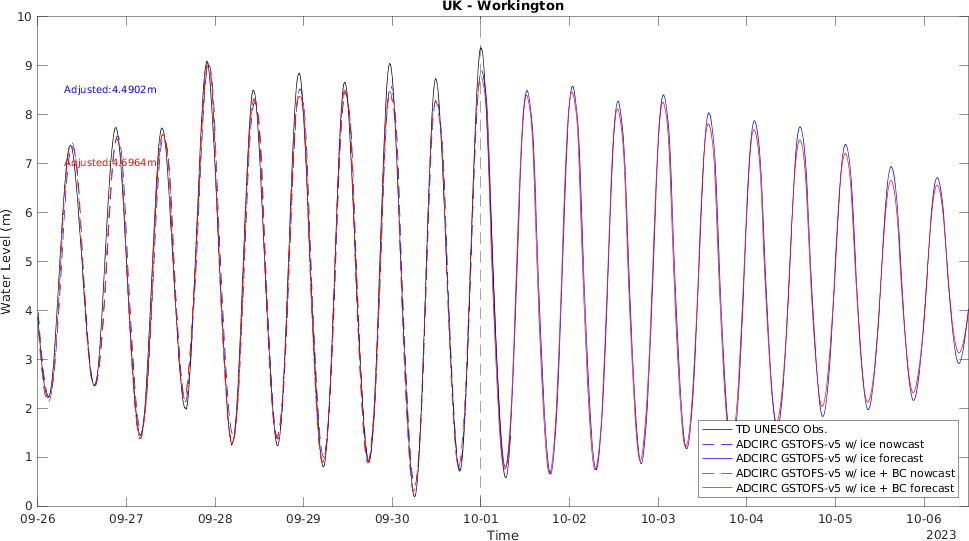 UK - Workington
10
9
8
7
6
5
4
3
2
1
0
Water Level (m)
Adjusted:4.4902m
Adjusted:4.6964m
TD UNESCO Obs.
ADCIRC GSTOFS-v5 w/ ice nowcast
ADCIRC GSTOFS-v5 w/ ice forecast
ADCIRC GSTOFS-v5 w/ ice + BC nowcast
ADCIRC GSTOFS-v5 w/ ice + BC forecast
09-26 09-27 09-28 09-29 09-30 10-01 10-02 10-03 10-04 10-05 10-06
Time
2023